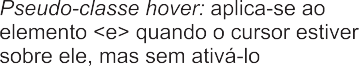 Pseudo-classe hover: aplica-se ao
elemento <e> quando o cursor estiver
sobre ele, mas sem ativá-lo